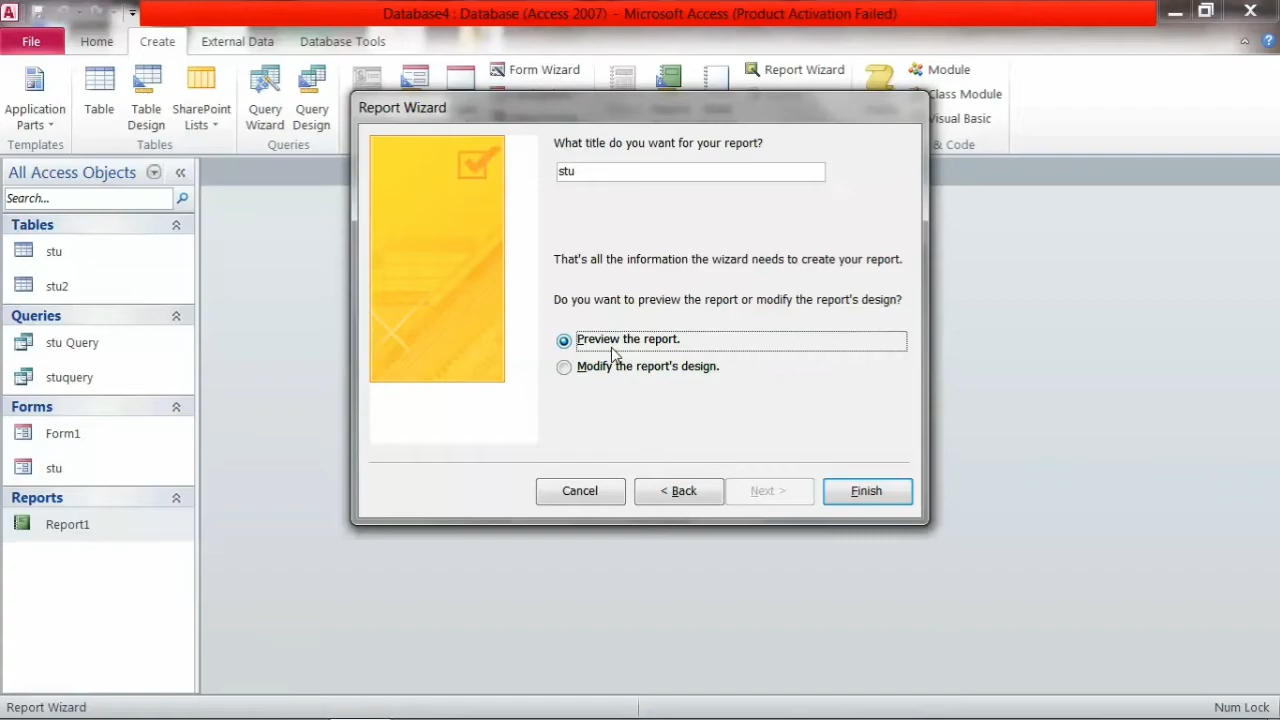 Database4 : Database (Access 2007) - Microsoft Access (Product Activation Failed)
File Home Create External Data Database Tools
Application Parts
Table
Table Design
SharePoint Lists
Query Wizard
Query Design
Form Wizard
Report Wizard
Module
Class Module
Visual Basic
Templates
Tables
Queries
& Code
All Access Objects
Search...
Tables
stu
stu2
Queries
stu Query
stuquery
Forms
Form1
stu
Reports
Report1
Report Wizard
What title do you want for your report?
stu
That's all the information the wizard needs to create your report.
Do you want to preview the report or modify the report's design?
Preview the report.
Modify the report's design.
Cancel
< Back
Next >
Finish
Report Wizard
Num Lock